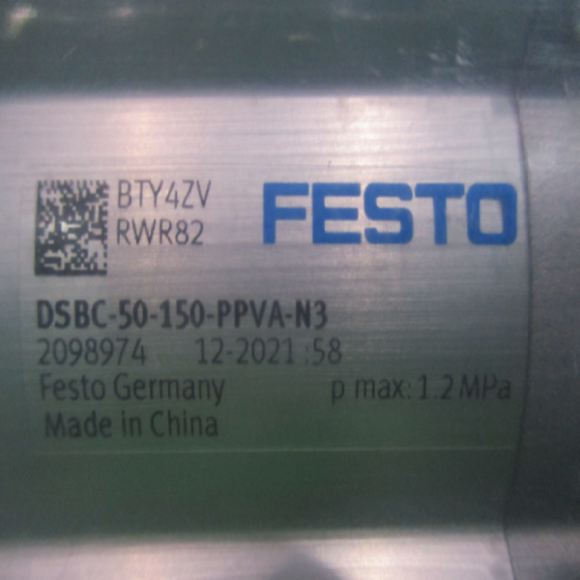 BTY4ZV
RWR82
FESTO
DSBC-50-150-PPVA-N3
2098974 12-2021:58
Festo Germany p max: 1.2 MPa
Made in China